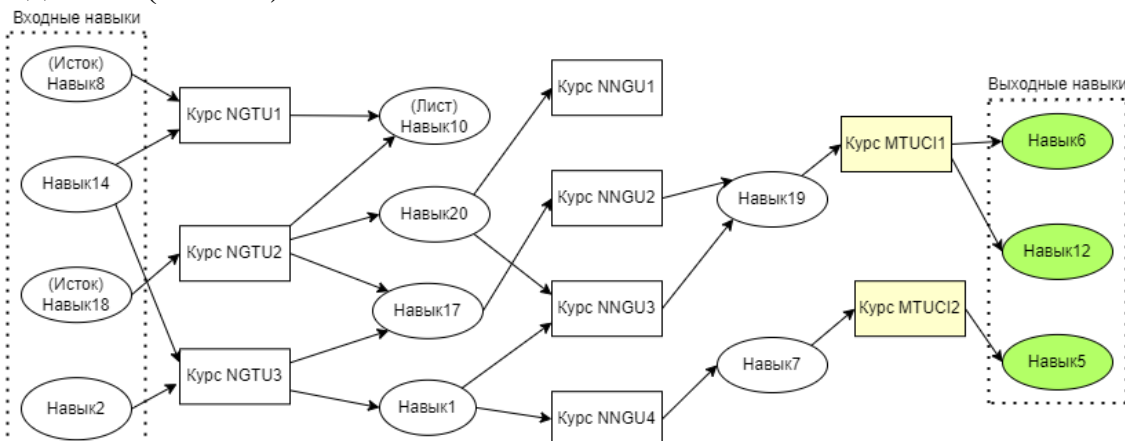 Входные навыки
(Исток)
Навык8
Навык14
(Исток)
Навык18
Навык2
Курс NGTU1
Курс NGTU2
Курс NGTU3
(Лист)
Навык10
Навык20
Навык17
Навык1
Курс NNGU1
Курс NNGU2
Курс NNGU3
Курс NNGU4
Навык19
Навык7
Курс MTUCI1
Курс MTUCI2
Выходные навыки
Навык6
Навык12
Навык5